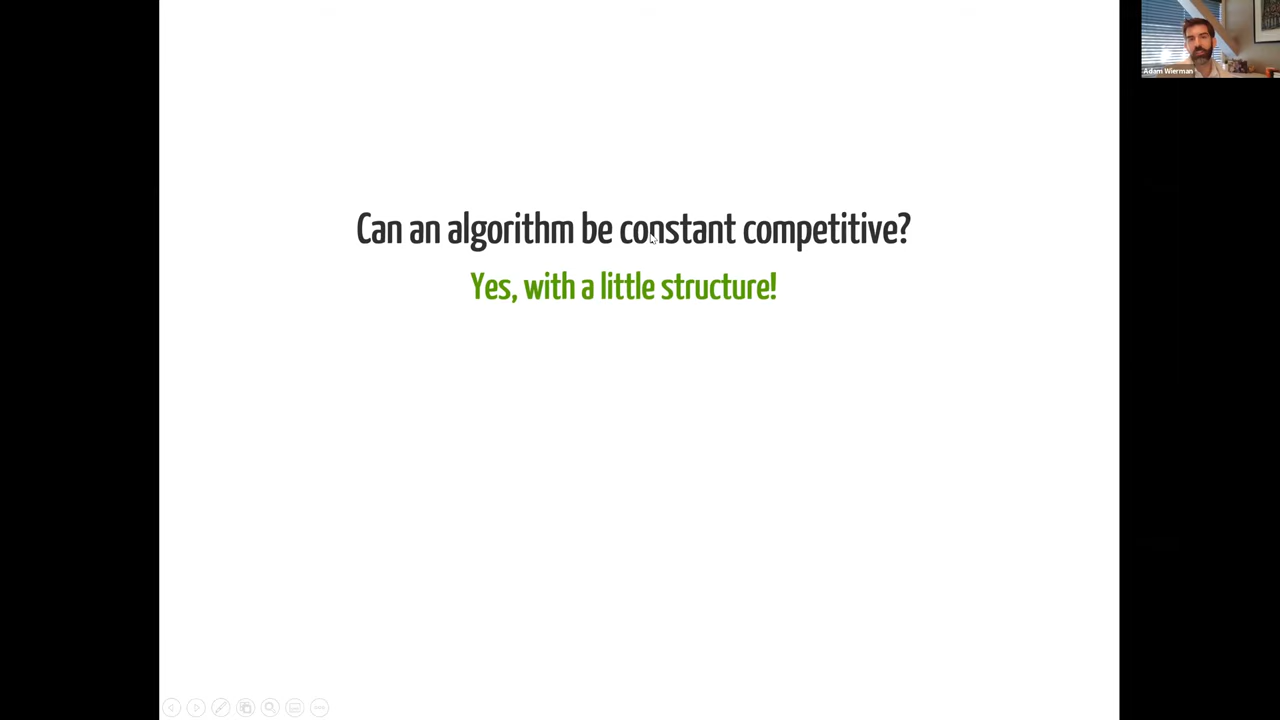 Can an algorithm be constant competitive?
Yes, with a little structure!
Adam Wierman